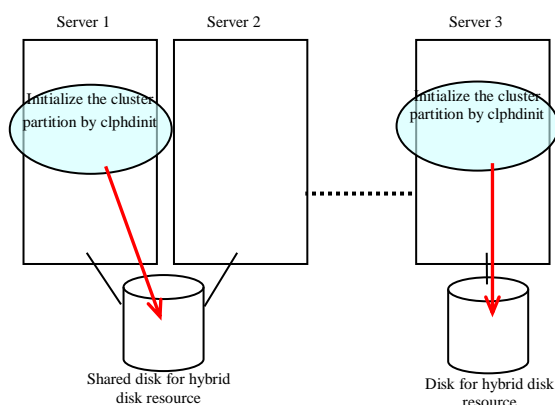 Server 1
Server 2
Server 3
Initialize the cluster
partition by clphdinit
Initialize the cluster
partition by clphdinit
Shared disk for hybrid
disk resource
Disk for hybrid disk
resource